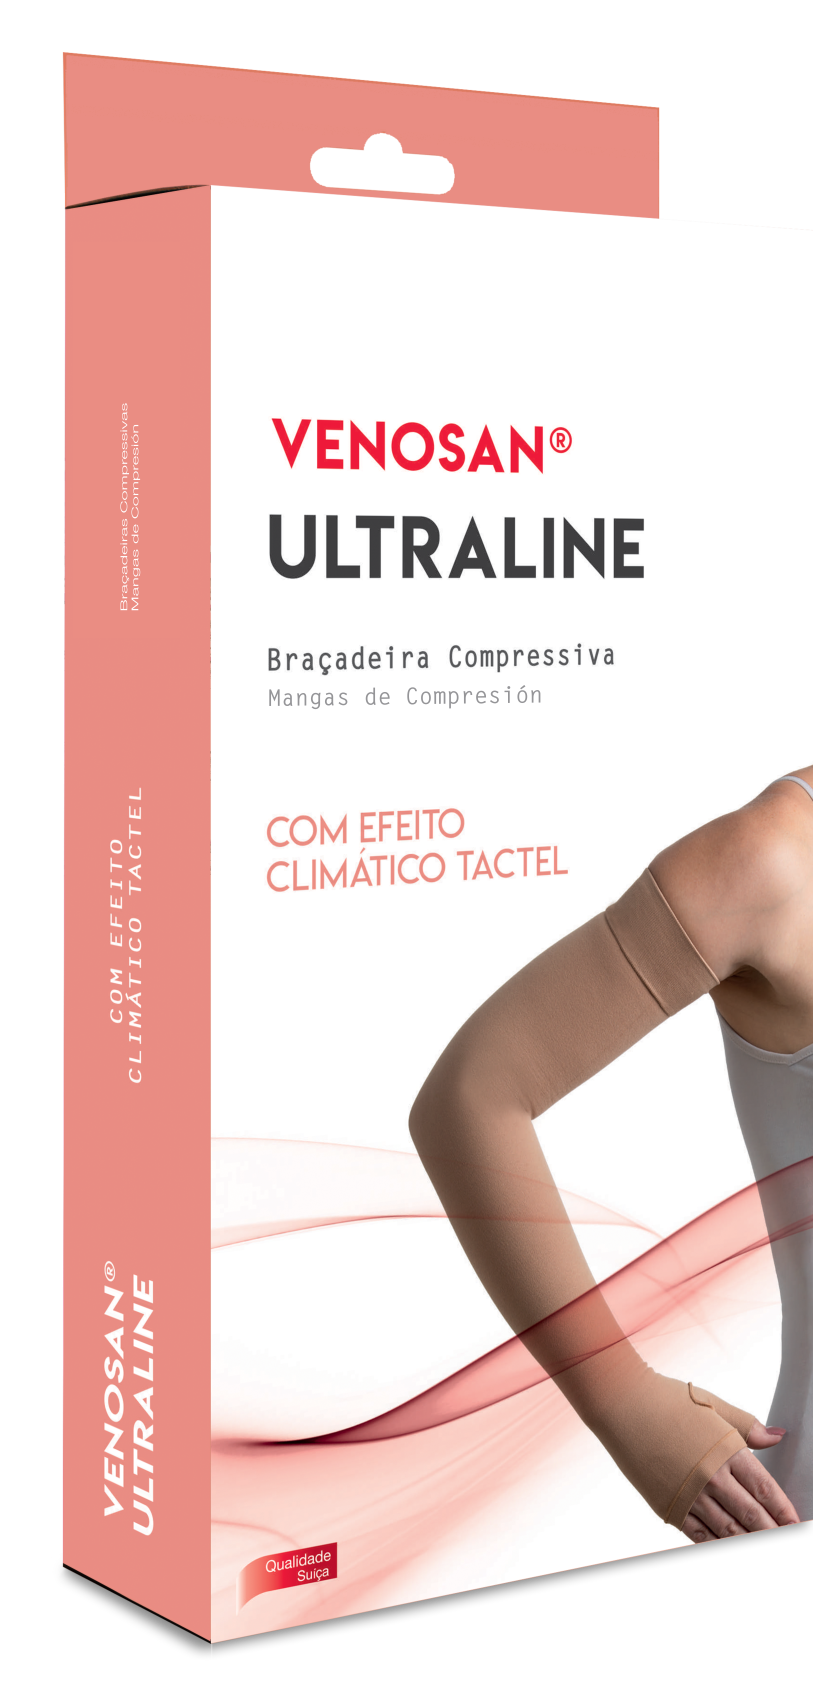 VENOSAN®
ULTRALINE
Braçadeira Compressiva
Mangas de Compresión
COM EFEITO
CLIMÁTICO TACTEL
Qualidade
Suíça
Braçadeiras Compressivas
Mangas de Compresión
COM EFEITO
CLIMÁTICO TACTEL
VENOSAN®
ULTRALINE